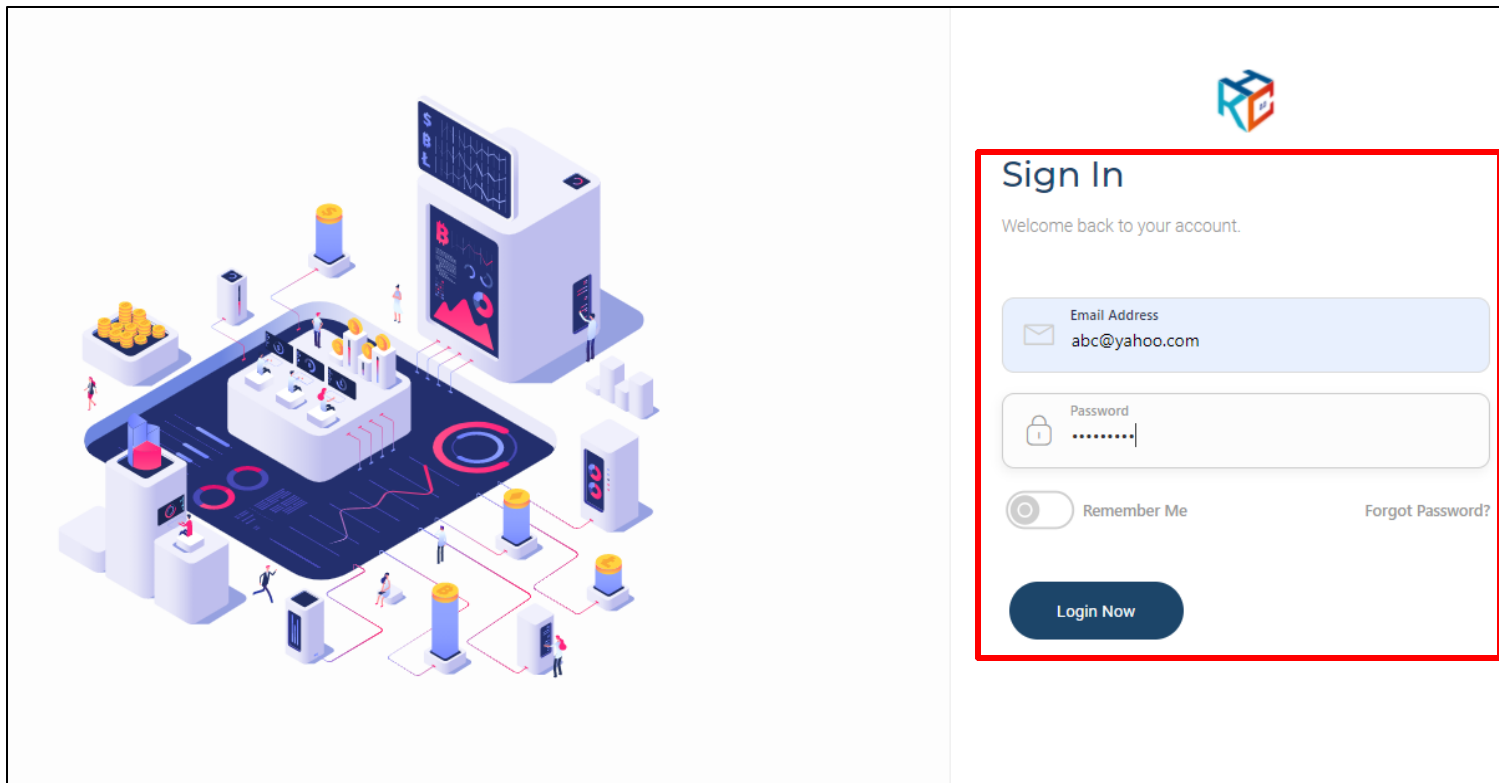 Sign In
Welcome back to your account.
Email Address
abc@yahoo.com
Password
•••••••••
Remember Me
Forgot Password?
Login Now